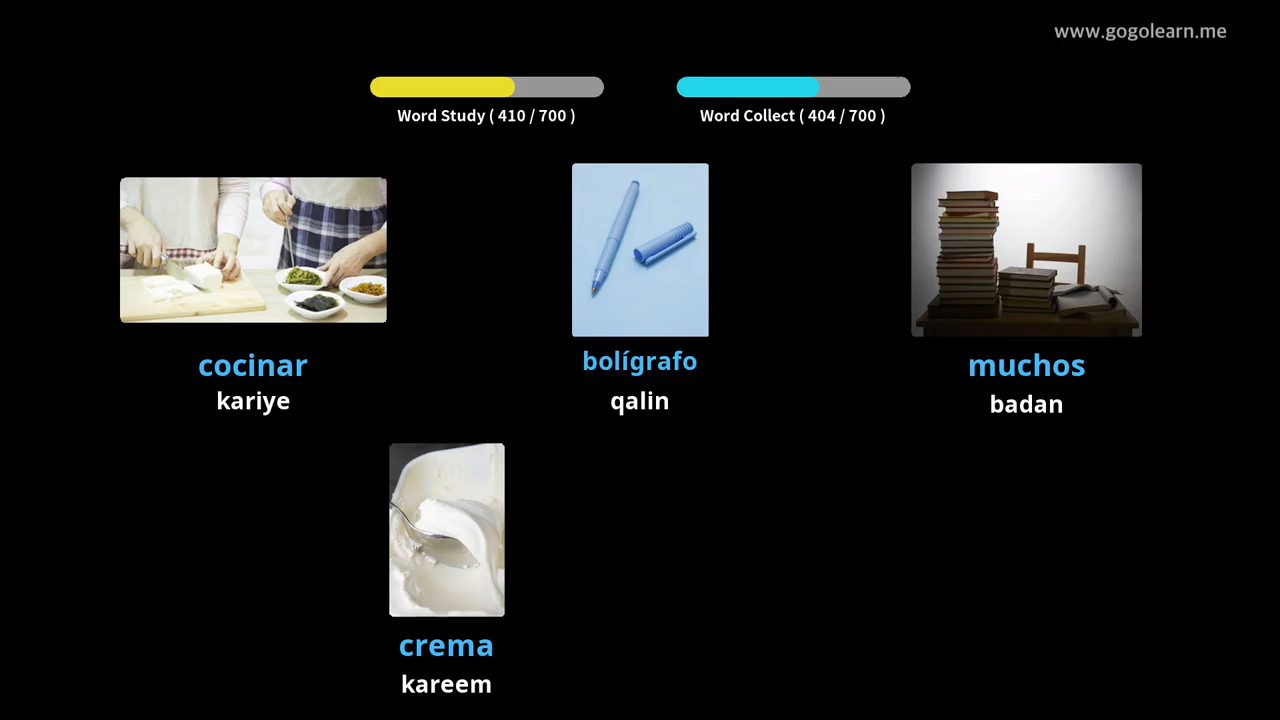 www.gogolearn.me
Word Study ( 410 / 700 )
Word Collect ( 404 / 700 )
cocinar
kariye
bolígrafo
qalin
muchos
badan
crema
kareem